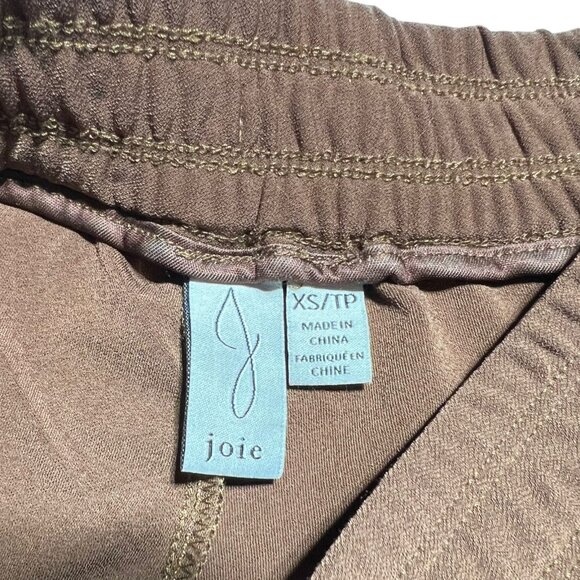 joie
XS/TP
MADE IN
CHINA
FABRIQUÉ EN
CHINE